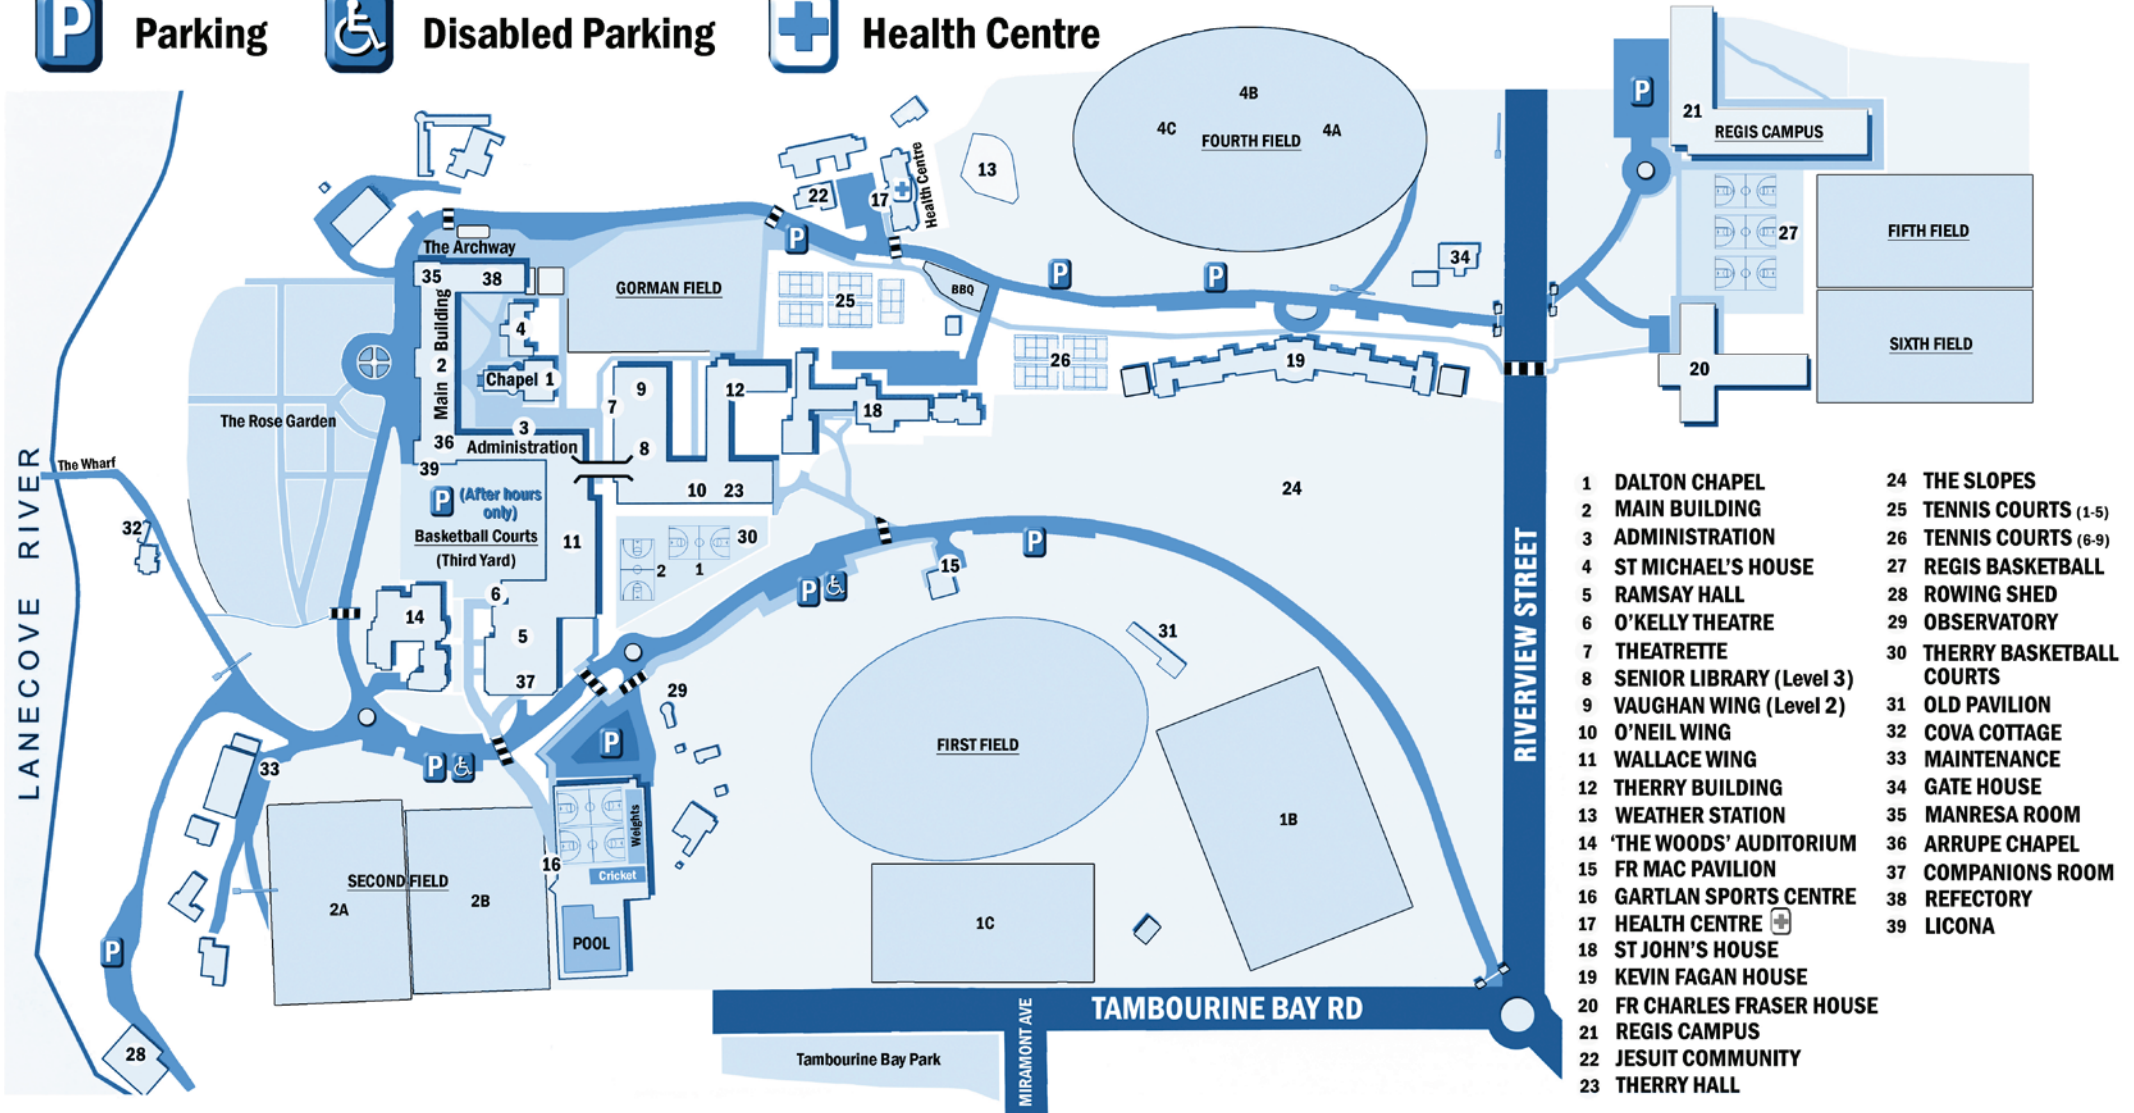 Parking
Disabled Parking
Health Centre
4B
4C
FOURTH FIELD
4A
21
REGIS CAMPUS
P
13
Health Centre
17
22
P
The Archway
35
38
GORMAN FIELD
25
BBQ
P
P
34
27
FIFTH FIELD
SIXTH FIELD
20
Main Building
2
4
Chapel 1
3
Administration
36
39
7
9
8
12
10
23
18
26
19
24
The Rose Garden
The Wharf
LANECOVE RIVER
32
P (After hours
only)
Basketball Courts
(Third Yard)
11
30
2
1
6
5
37
14
P
15
P
31
29
P
P
33
FIRST FIELD
1B
1C
SECOND FIELD
2A
2B
16
Weights
Cricket
POOL
P
28
RIVERVIEW STREET
TAMBOURINE BAY RD
MIRAMONT AVE
Tambourine Bay Park
1 DALTON CHAPEL
2 MAIN BUILDING
3 ADMINISTRATION
4 ST MICHAEL'S HOUSE
5 RAMSAY HALL
6 O'KELLY THEATRE
7 THEATRETTE
8 SENIOR LIBRARY (Level 3)
9 VAUGHAN WING (Level 2)
10 O'NEIL WING
11 WALLACE WING
12 THERRY BUILDING
13 WEATHER STATION
14 'THE WOODS' AUDITORIUM
15 FR MAC PAVILION
16 GARTLAN SPORTS CENTRE
17 HEALTH CENTRE
18 ST JOHN'S HOUSE
19 KEVIN FAGAN HOUSE
20 FR CHARLES FRASER HOUSE
21 REGIS CAMPUS
22 JESUIT COMMUNITY
23 THERRY HALL
24 THE SLOPES
25 TENNIS COURTS (1-5)
26 TENNIS COURTS (6-9)
27 REGIS BASKETBALL
28 ROWING SHED
29 OBSERVATORY
30 THERRY BASKETBALL
COURTS
31 OLD PAVILION
32 COVA COTTAGE
33 MAINTENANCE
34 GATE HOUSE
35 MANRESA ROOM
36 ARRUPE CHAPEL
37 COMPANIONS ROOM
38 REFECTORY
39 LICONA